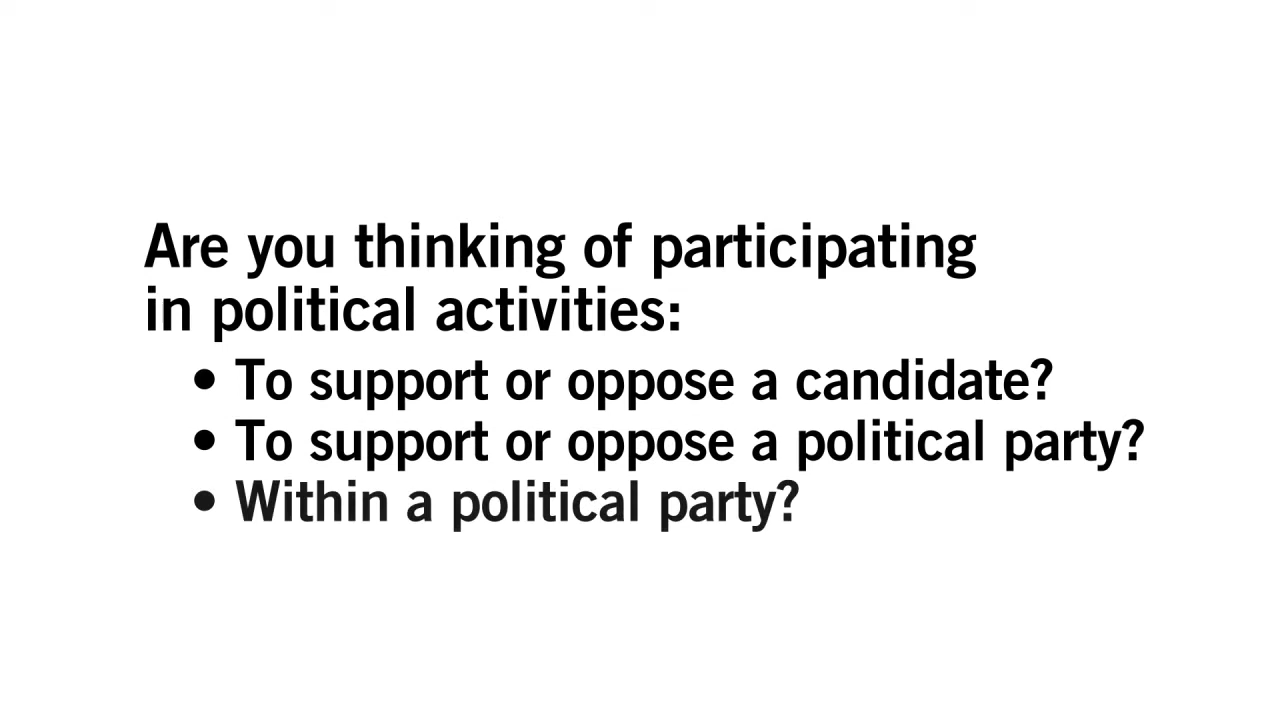 Are you thinking of participating
in political activities:
• To support or oppose a candidate?
• To support or oppose a political party?
• Within a political party?